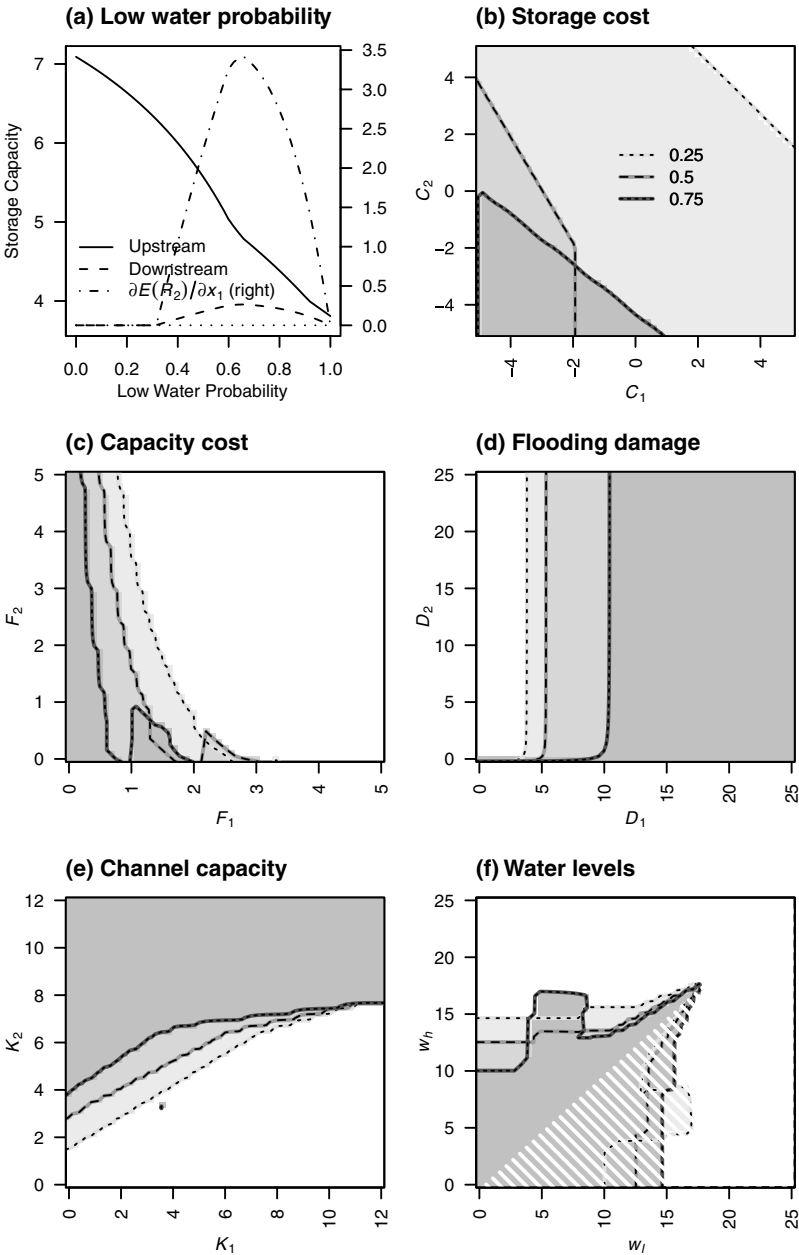 (a) Low water probability
Storage Capacity
7
6
5
4
3.5
3.0
2.5
2.0
1.5
1.0
0.5
0.0
Upstream
Downstream
∂E(R₂)/∂x₁ (right)
0.0 0.2 0.4 0.6 0.8 1.0
Low Water Probability
(b) Storage cost
C₂
4
2
0
−2
−4
0.25
0.5
0.75
−4 −2 0 2 4
C₁
(c) Capacity cost
F₂
5
4
3
2
1
0
0 1 2 3 4 5
F₁
(d) Flooding damage
D₂
25
20
15
10
5
0
0 5 10 15 20 25
D₁
(e) Channel capacity
K₂
12
10
8
6
4
2
0
0 2 4 6 8 10 12
K₁
(f) Water levels
w_h
25
20
15
10
5
0
0 5 10 15 20 25
w_l